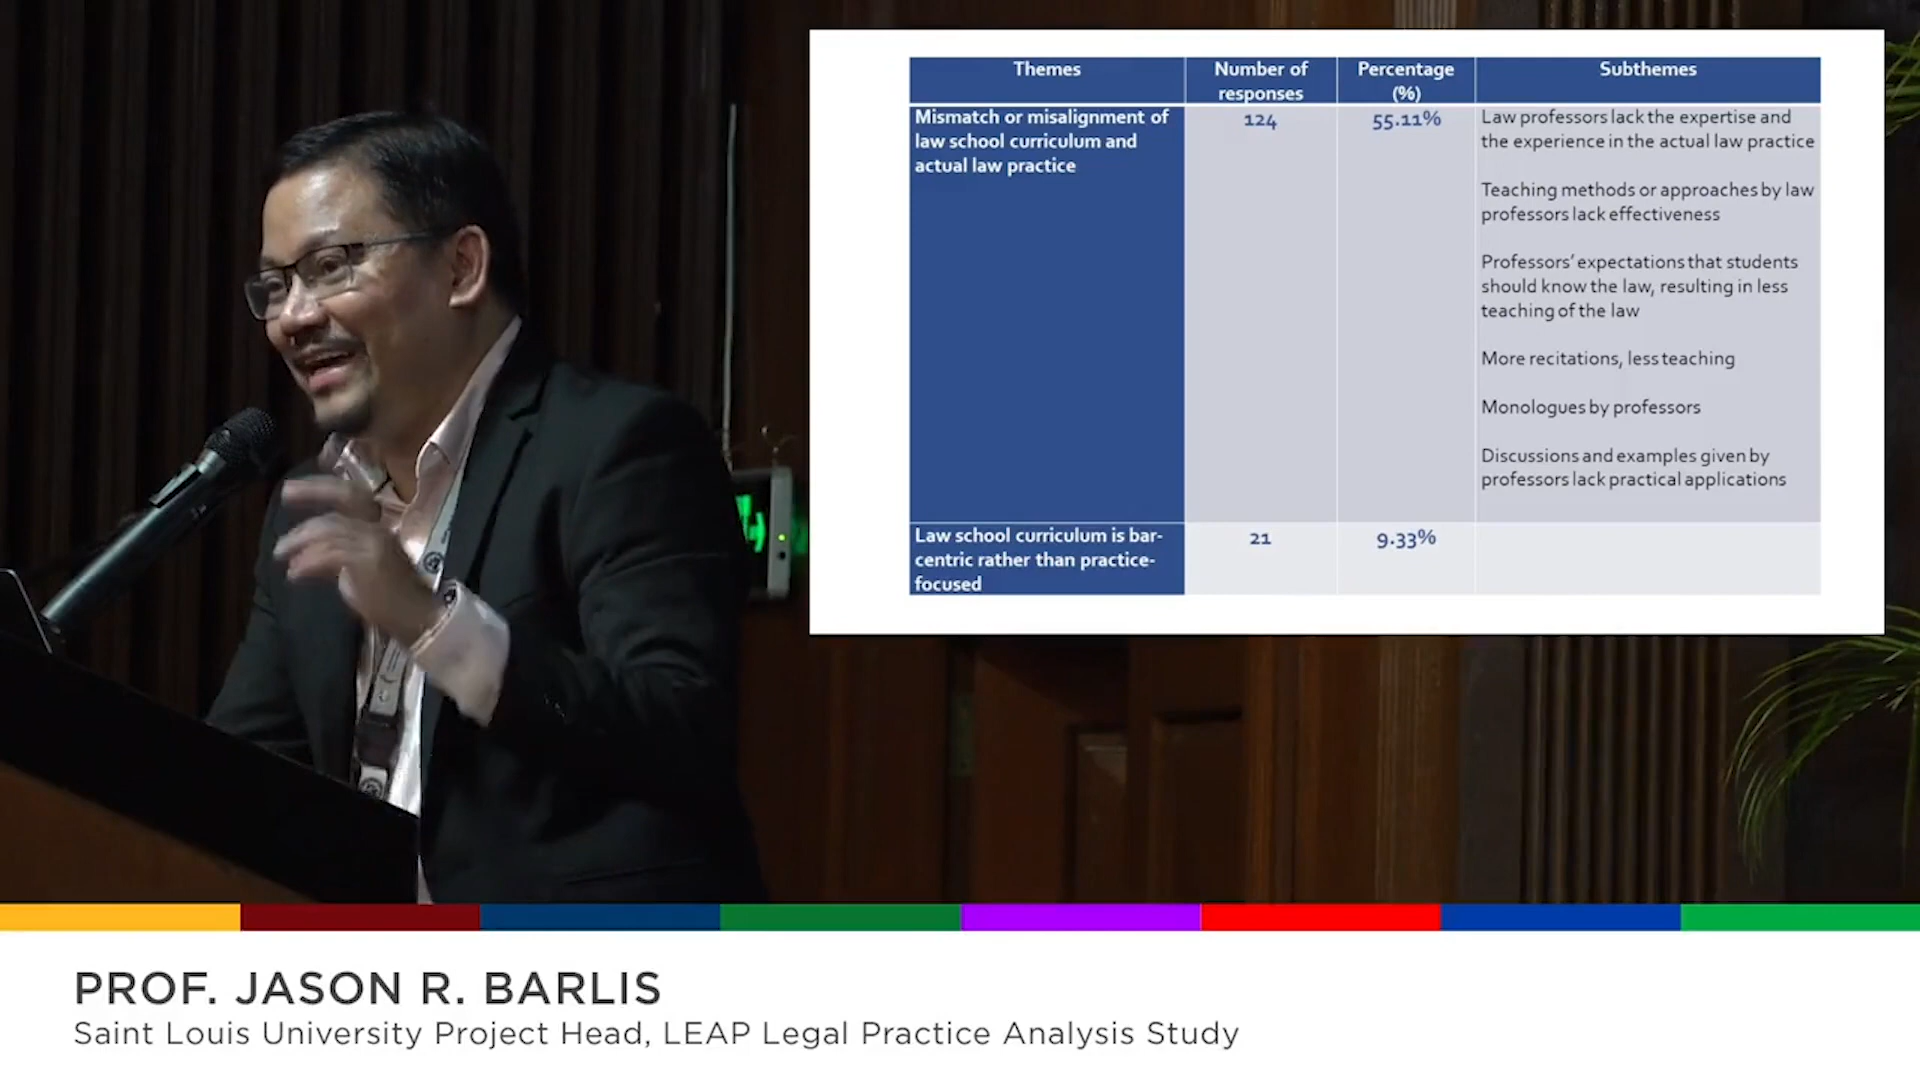 Themes
Number of
responses
Percentage
(%)
Subthemes
Mismatch or misalignment of
law school curriculum and
actual law practice
124
55.11%
Law professors lack the expertise and
the experience in the actual law practice
Teaching methods or approaches by law
professors lack effectiveness
Professors' expectations that students
should know the law, resulting in less
teaching of the law
More recitations, less teaching
Monologues by professors
Discussions and examples given by
professors lack practical applications
Law school curriculum is bar-
centric rather than practice-
focused
21
9.33%
PROF. JASON R. BARLIS
Saint Louis University Project Head, LEAP Legal Practice Analysis Study